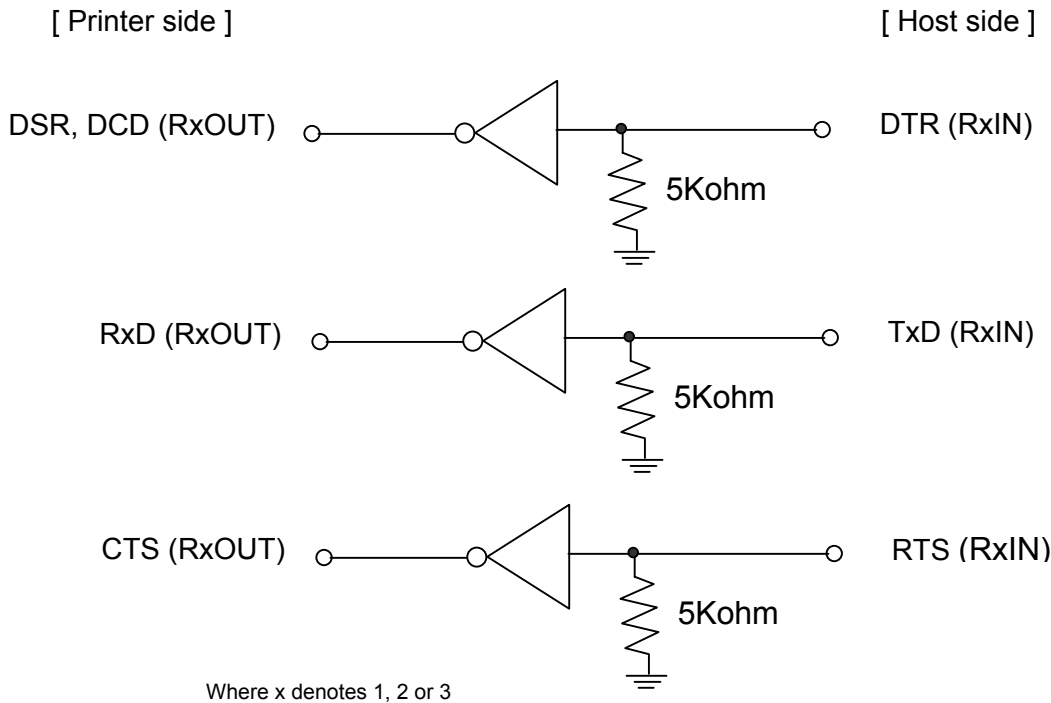 [ Printer side ]
[ Host side ]
DSR, DCD (RxOUT)
DTR (RxIN)
5Kohm
RxD (RxOUT)
TxD (RxIN)
5Kohm
CTS (RxOUT)
RTS (RxIN)
5Kohm
Where x denotes 1, 2 or 3